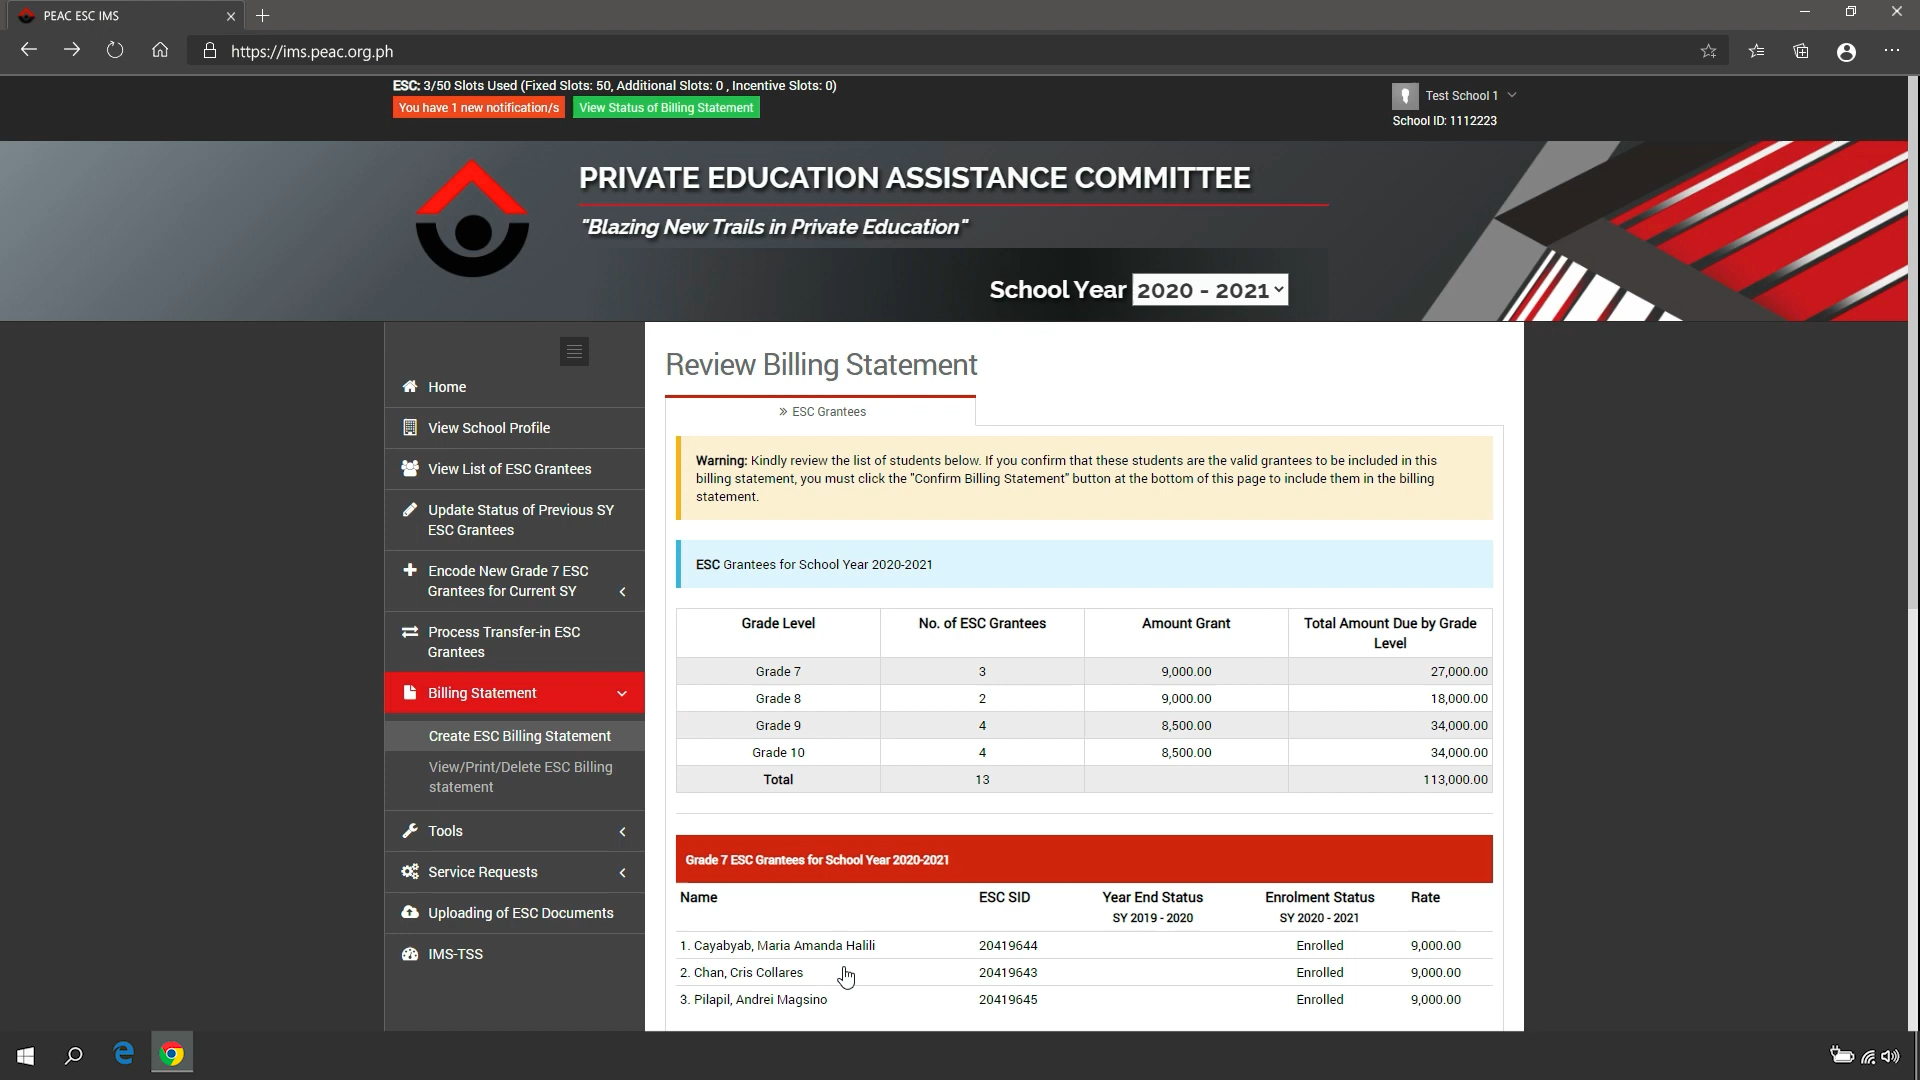 PEAC ESC IMS
https://ims.peac.org.ph
ESC: 3/50 Slots Used (Fixed Slots: 50, Additional Slots: 0 , Incentive Slots: 0)
You have 1 new notification/s View Status of Billing Statement
Test School 1
School ID: 1112223
PRIVATE EDUCATION ASSISTANCE COMMITTEE
"Blazing New Trails in Private Education"
School Year 2020 - 2021
Home
View School Profile
View List of ESC Grantees
Update Status of Previous SY
ESC Grantees
Encode New Grade 7 ESC
Grantees for Current SY
Process Transfer-in ESC
Grantees
Billing Statement
Create ESC Billing Statement
View/Print/Delete ESC Billing
statement
Tools
Service Requests
Uploading of ESC Documents
IMS-TSS
Review Billing Statement
» ESC Grantees
Warning: Kindly review the list of students below. If you confirm that these students are the valid grantees to be included in this
billing statement, you must click the "Confirm Billing Statement" button at the bottom of this page to include them in the billing
statement.
ESC Grantees for School Year 2020-2021
Grade Level No. of ESC Grantees Amount Grant Total Amount Due by Grade
Level
Grade 7 3 9,000.00 27,000.00
Grade 8 2 9,000.00 18,000.00
Grade 9 4 8,500.00 34,000.00
Grade 10 4 8,500.00 34,000.00
Total 13 113,000.00
Grade 7 ESC Grantees for School Year 2020-2021
Name ESC SID Year End Status Enrolment Status Rate
SY 2019 - 2020 SY 2020 - 2021
1. Cayabyab, Maria Amanda Halili 20419644 Enrolled 9,000.00
2. Chan, Cris Collares 20419643 Enrolled 9,000.00
3. Pilapil, Andrei Magsino 20419645 Enrolled 9,000.00